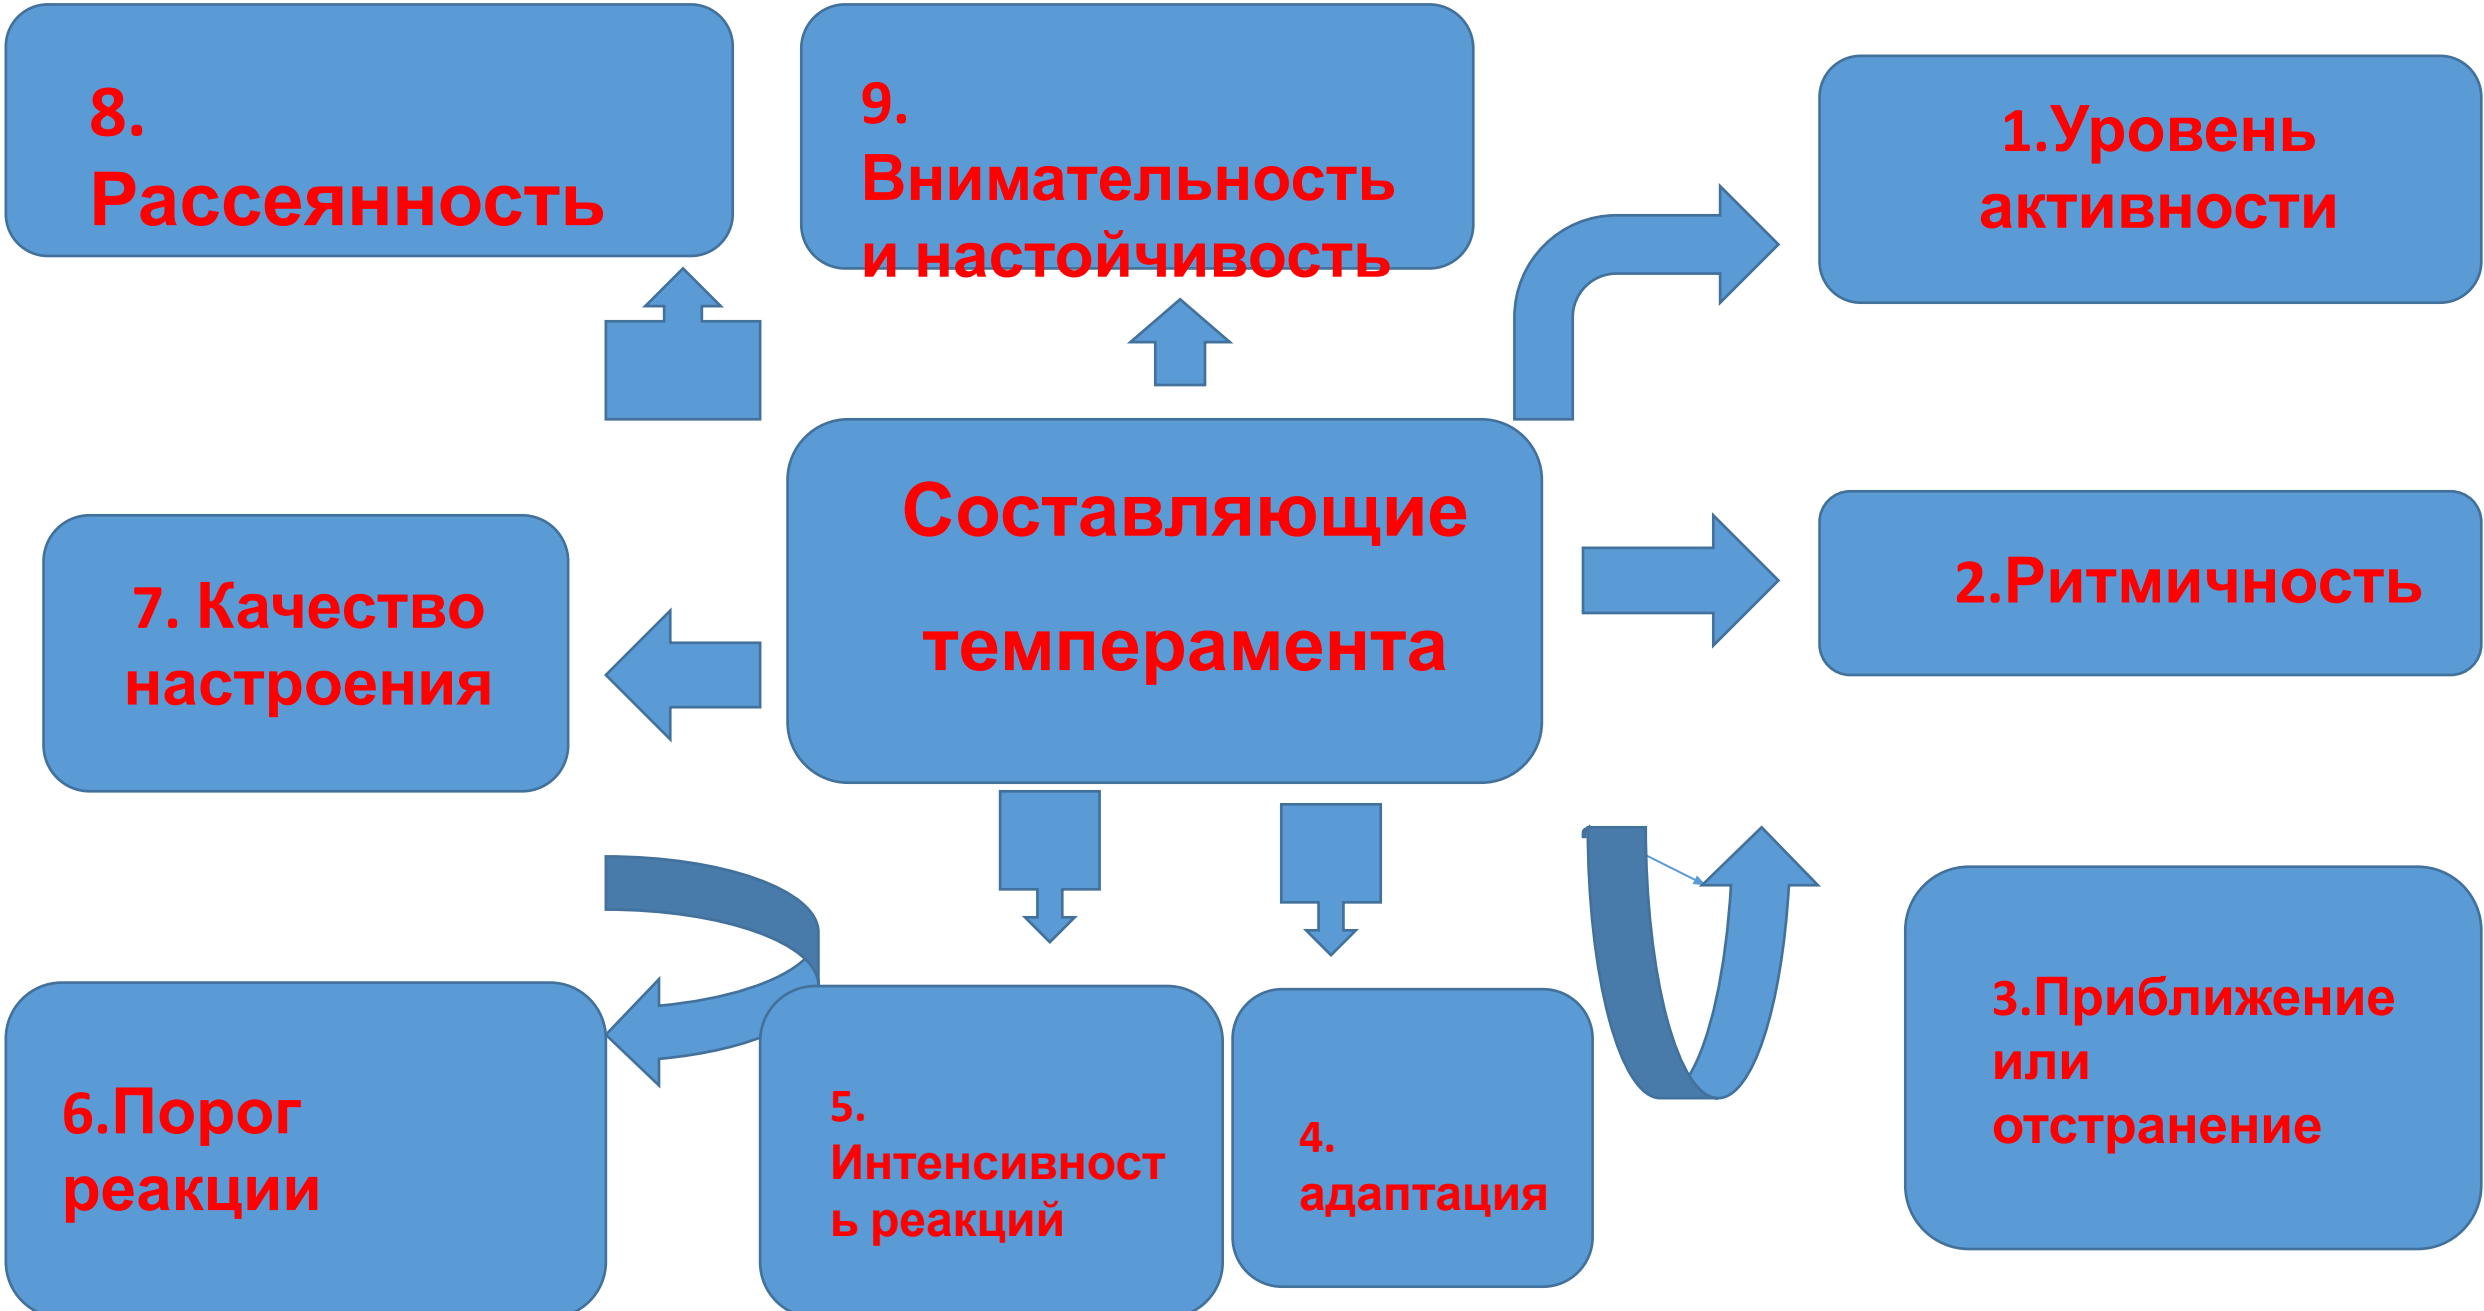 8.
Рассеянность
9.
Внимательность
и настойчивость
1.Уровень
активности
Составляющие
темперамента
2.Ритмичность
7. Качество
настроения
3.Приближение
или
отстранение
6.Порог
реакции
5.
Интенсивност
ь реакций
4.
адаптация